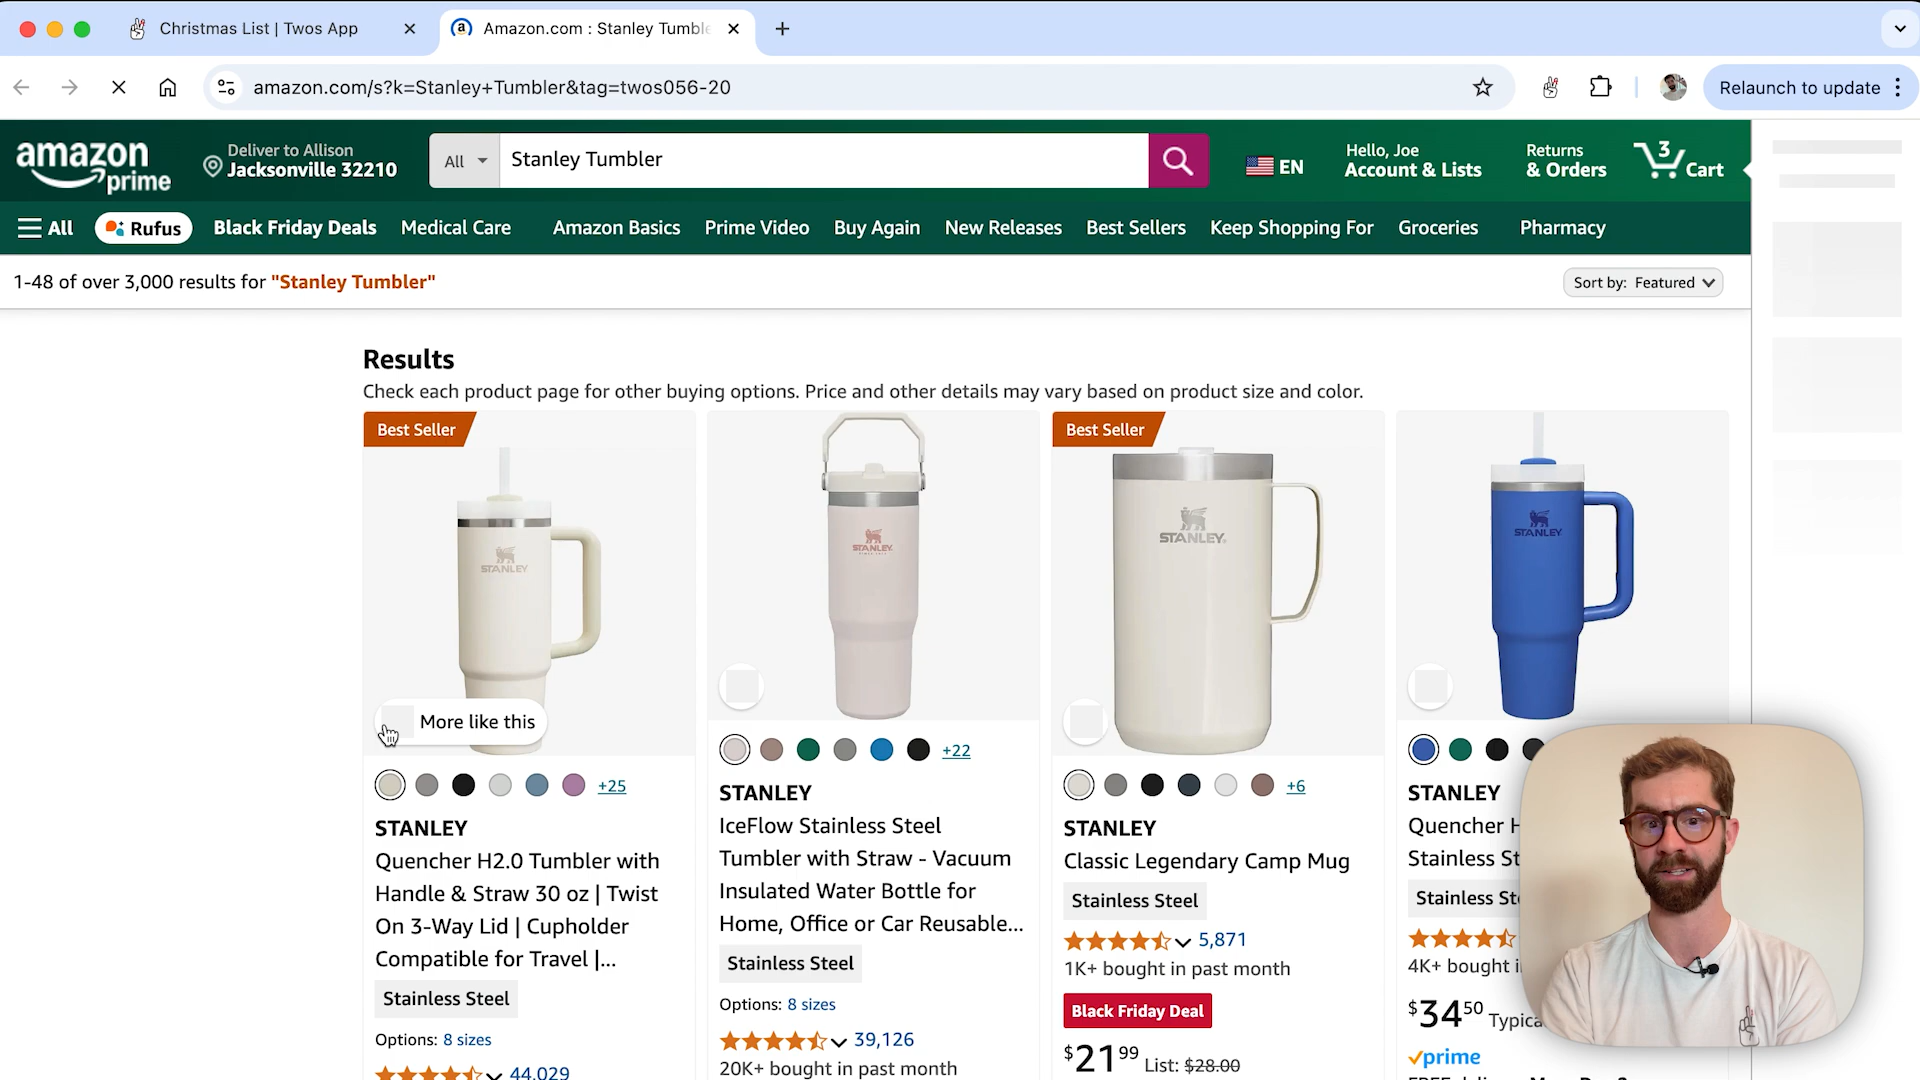 Christmas List | Twos App
Amazon.com : Stanley Tumble
amazon.com/s?k=Stanley+Tumbler&tag=twos056-20
Relaunch to update
amazon
prime
Deliver to Allison
Jacksonville 32210
All
Stanley Tumbler
EN
Hello, Joe
Account & Lists
Returns
& Orders
3
Cart
All
Rufus
Black Friday Deals
Medical Care
Amazon Basics
Prime Video
Buy Again
New Releases
Best Sellers
Keep Shopping For
Groceries
Pharmacy
1-48 of over 3,000 results for "Stanley Tumbler"
Sort by: Featured
Results
Check each product page for other buying options. Price and other details may vary based on product size and color.
Best Seller
STANLEY
More like this
+25
STANLEY
Quencher H2.0 Tumbler with
Handle & Straw 30 oz | Twist
On 3-Way Lid | Cupholder
Compatible for Travel |...
Stainless Steel
Options: 8 sizes
44,029
STANLEY
+22
STANLEY
IceFlow Stainless Steel
Tumbler with Straw - Vacuum
Insulated Water Bottle for
Home, Office or Car Reusable...
Stainless Steel
Options: 8 sizes
39,126
20K+ bought in past month
Best Seller
STANLEY
+6
STANLEY
Classic Legendary Camp Mug
Stainless Steel
5,871
1K+ bought in past month
Black Friday Deal
$21 99 List: $28.00
STANLEY
STANLEY
Quencher H
Stainless St
Stainless St
4K+ bought i
$34 50 Typica
prime